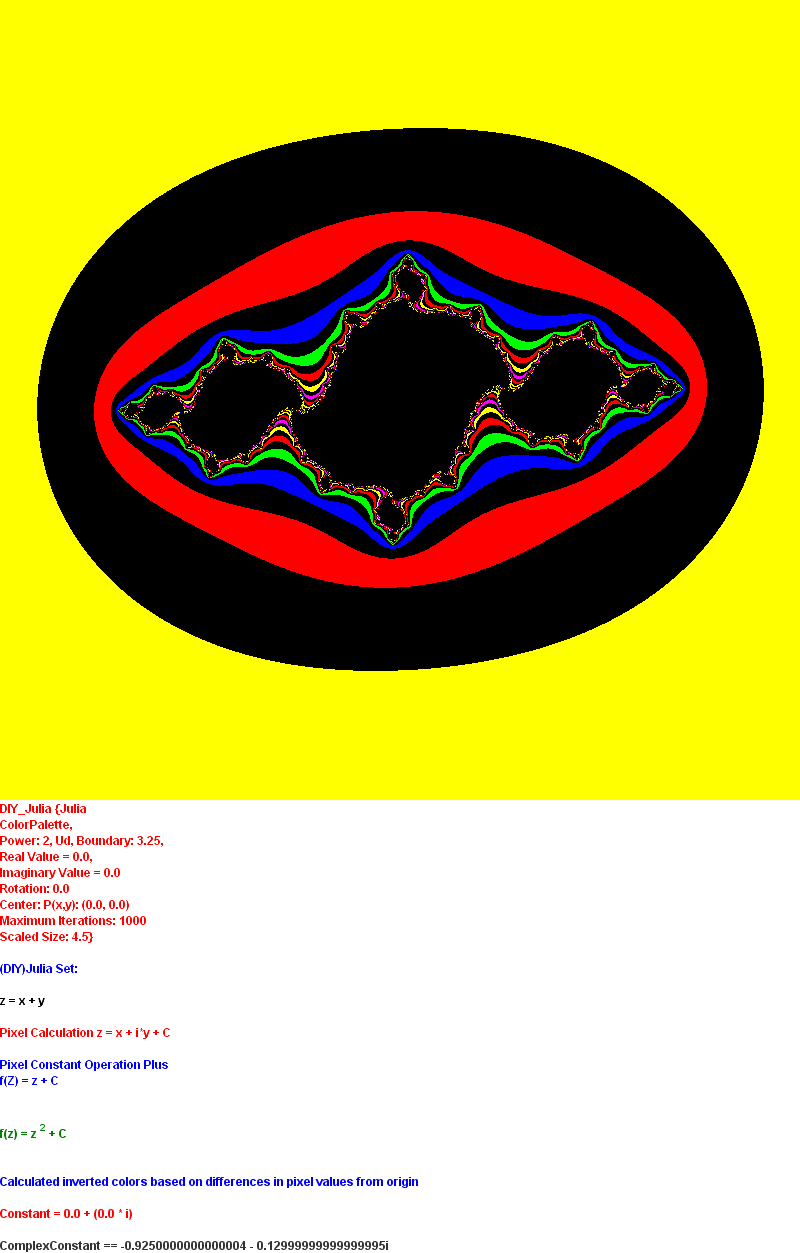 DIY_Julia {Julia
ColorPalette,
Power: 2, Ud, Boundary: 3.25,
Real Value = 0.0,
Imaginary Value = 0.0
Rotation: 0.0
Center: P(x,y): (0.0, 0.0)
Maximum Iterations: 1000
Scaled Size: 4.5}
(DIY)Julia Set:
z = x + y
Pixel Calculation z = x + i*y + C
Pixel Constant Operation Plus
f(Z) = z + C
f(z) = z 2 + C
Calculated inverted colors based on differences in pixel values from origin
Constant = 0.0 + (0.0 * i)
ComplexConstant == -0.9250000000000004 - 0.12999999999999995i